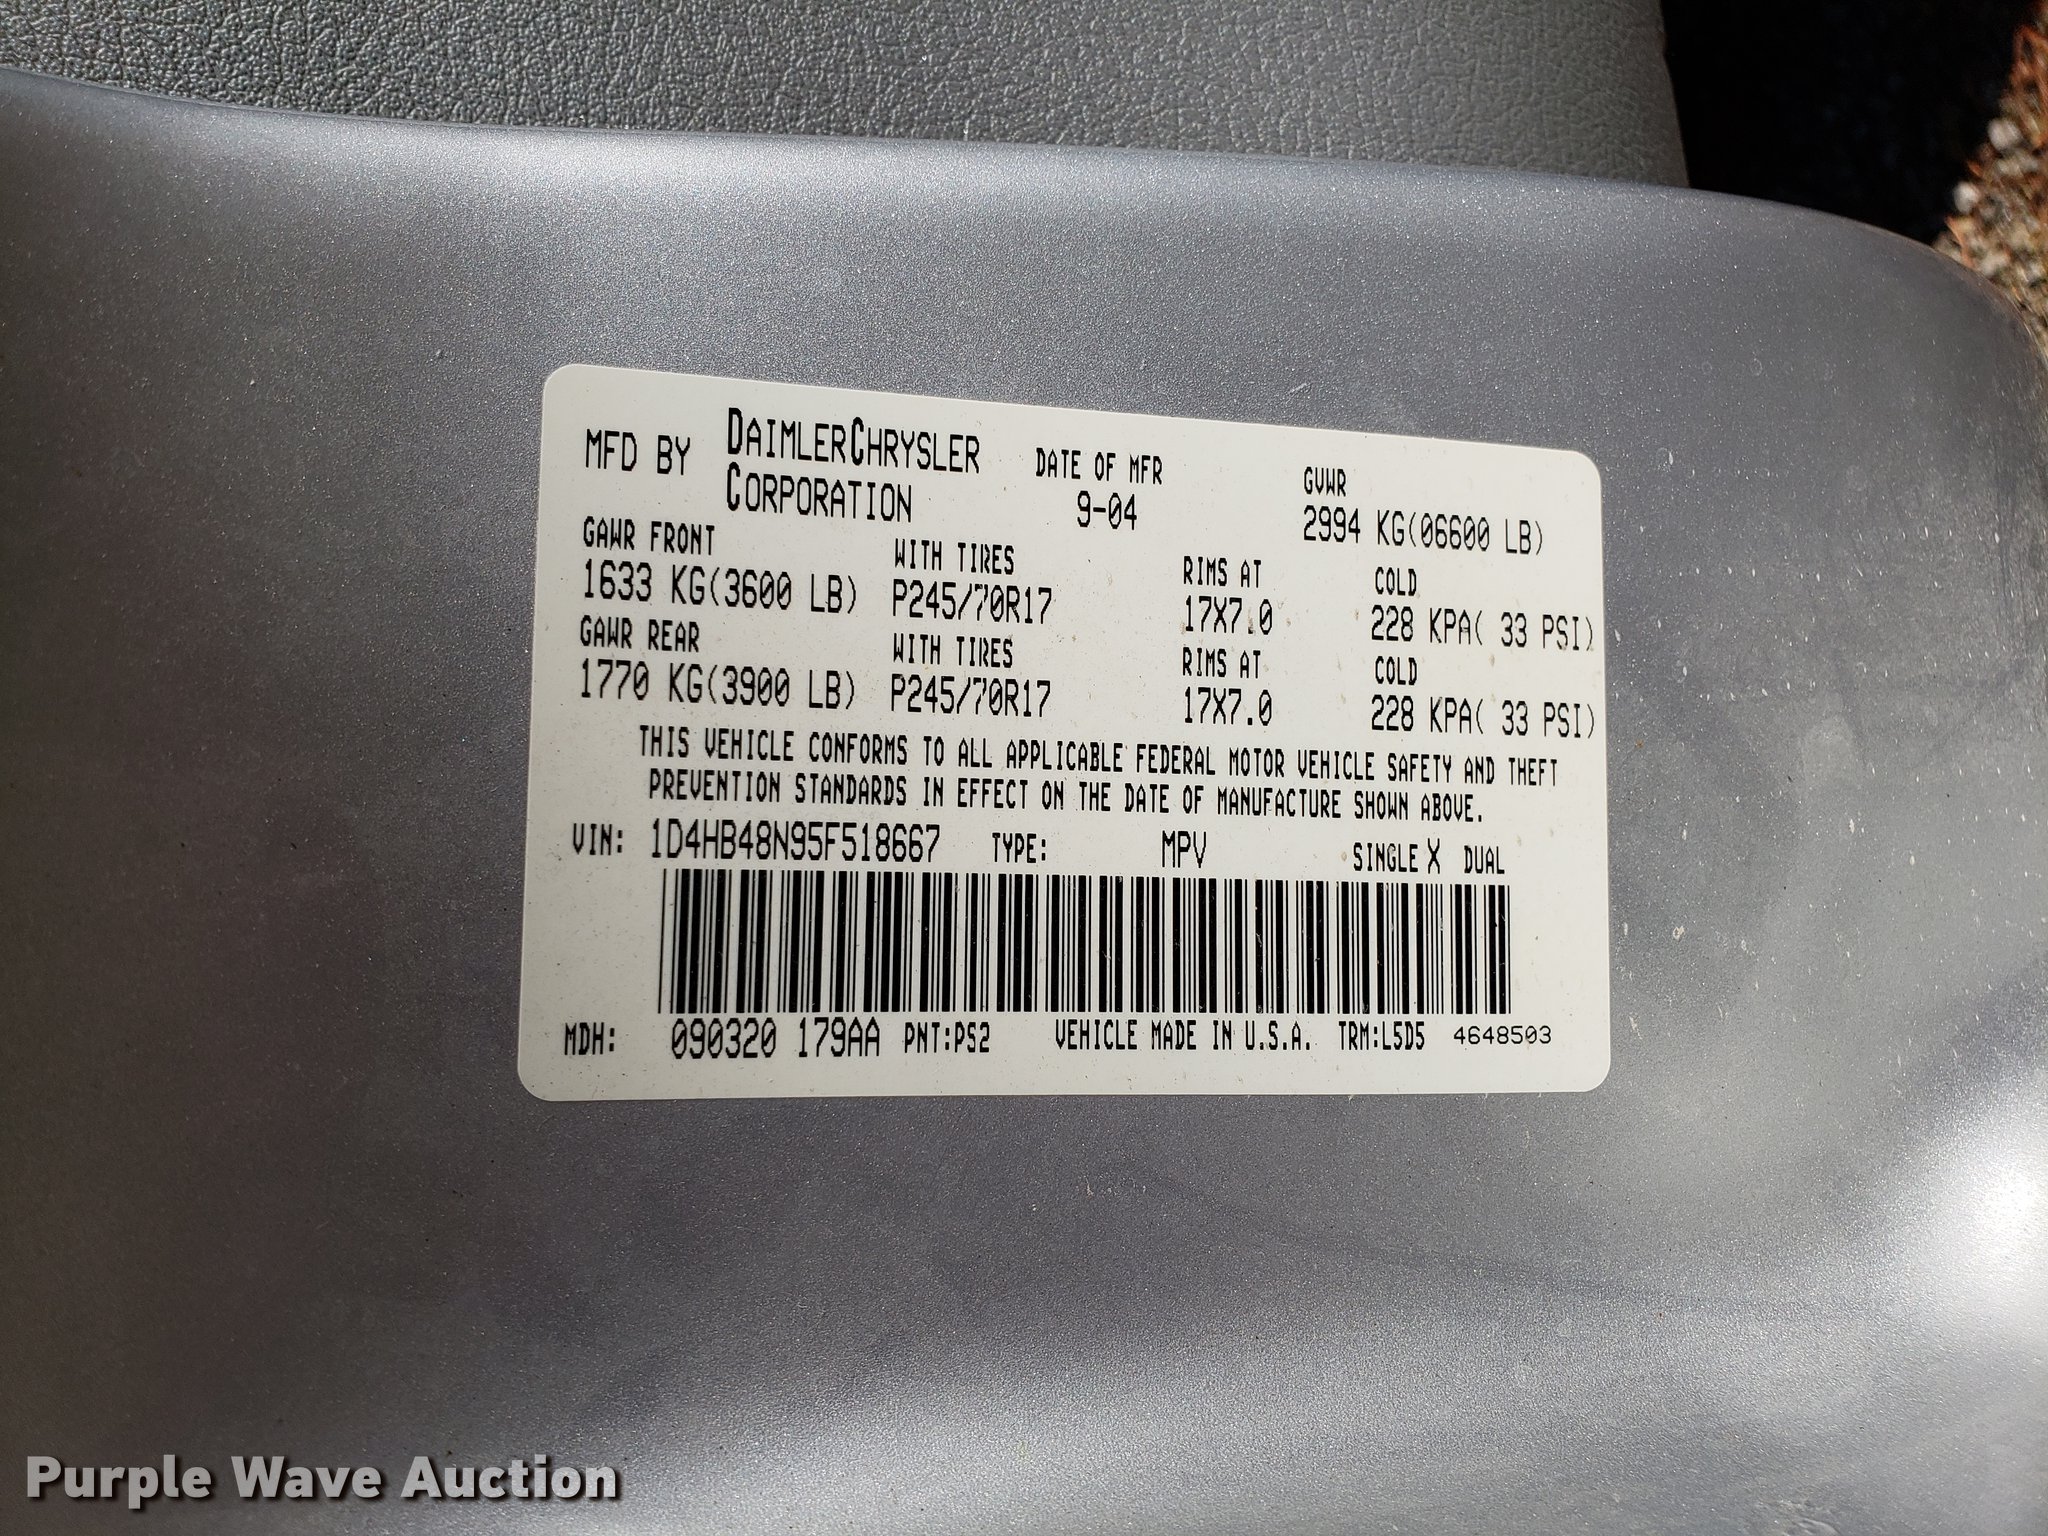 MFD BY DAIMLERCHRYSLER CORPORATION
DATE OF MFR 9-04
GVWR 2994 KG(06600 LB)
GAWR FRONT WITH TIRES RIMS AT COLD
1633 KG(3600 LB) P245/70R17 17X7.0 228 KPA( 33 PSI)
GAWR REAR WITH TIRES RIMS AT COLD
1770 KG(3900 LB) P245/70R17 17X7.0 228 KPA( 33 PSI)
THIS VEHICLE CONFORMS TO ALL APPLICABLE FEDERAL MOTOR VEHICLE SAFETY AND THEFT
PREVENTION STANDARDS IN EFFECT ON THE DATE OF MANUFACTURE SHOWN ABOVE.
VIN: 1D4HB48N95F518667 TYPE: MPV SINGLE X DUAL
MDH: 090320 179AA PNT:PS2 VEHICLE MADE IN U.S.A. TRM:L5D5 4648503
Purple Wave Auction